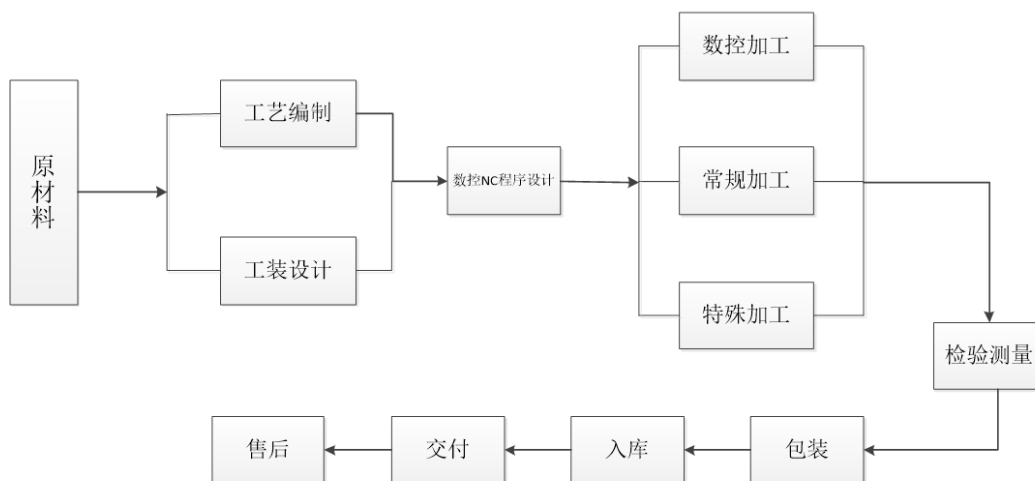 原材料
工艺编制
工装设计
数控NC程序设计
数控加工
常规加工
特殊加工
检验测量
包装
入库
交付
售后